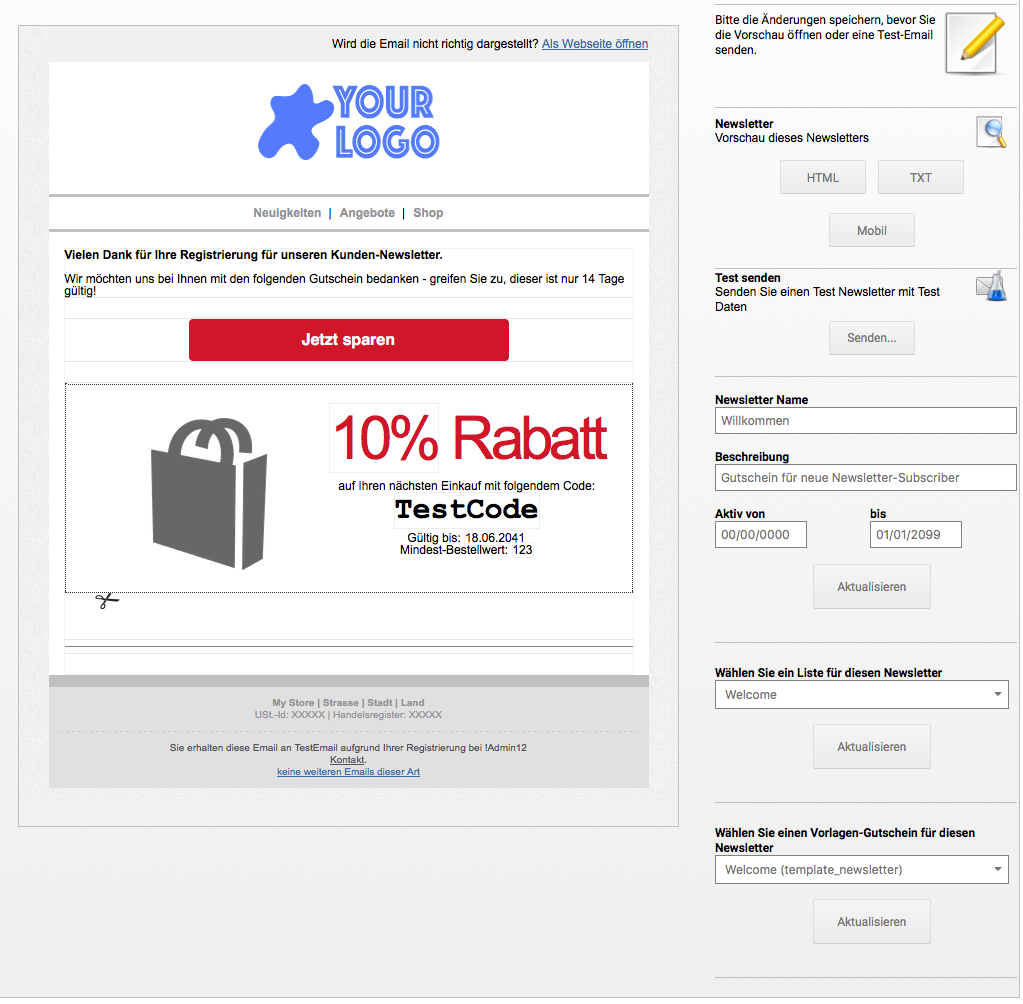 Wird die Email nicht richtig dargestellt? Als Webseite öffnen
YOUR
LOGO
Neuigkeiten | Angebote | Shop
Vielen Dank für Ihre Registrierung für unseren Kunden-Newsletter.
Wir möchten uns bei Ihnen mit den folgenden Gutschein bedanken - greifen Sie zu, dieser ist nur 14 Tage
gültig!
Jetzt sparen
10% Rabatt
auf Ihren nächsten Einkauf mit folgendem Code:
TestCode
Gültig bis: 18.06.2041
Mindest-Bestellwert: 123
My Store | Strasse | Stadt | Land
USt.-Id: XXXXX | Handelsregister: XXXXX
Sie erhalten diese Email an TestEmail aufgrund Ihrer Registrierung bei !Admin12
Kontakt.
keine weiteren Emails dieser Art
Bitte die Änderungen speichern, bevor Sie
die Vorschau öffnen oder eine Test-Email
senden.
Newsletter
Vorschau dieses Newsletters
HTML TXT
Mobil
Test senden
Senden Sie einen Test Newsletter mit Test
Daten
Senden...
Newsletter Name
Willkommen
Beschreibung
Gutschein für neue Newsletter-Subscriber
Aktiv von bis
00/00/0000 01/01/2099
Aktualisieren
Wählen Sie ein Liste für diesen Newsletter
Welcome
Aktualisieren
Wählen Sie einen Vorlagen-Gutschein für diesen
Newsletter
Welcome (template_newsletter)
Aktualisieren